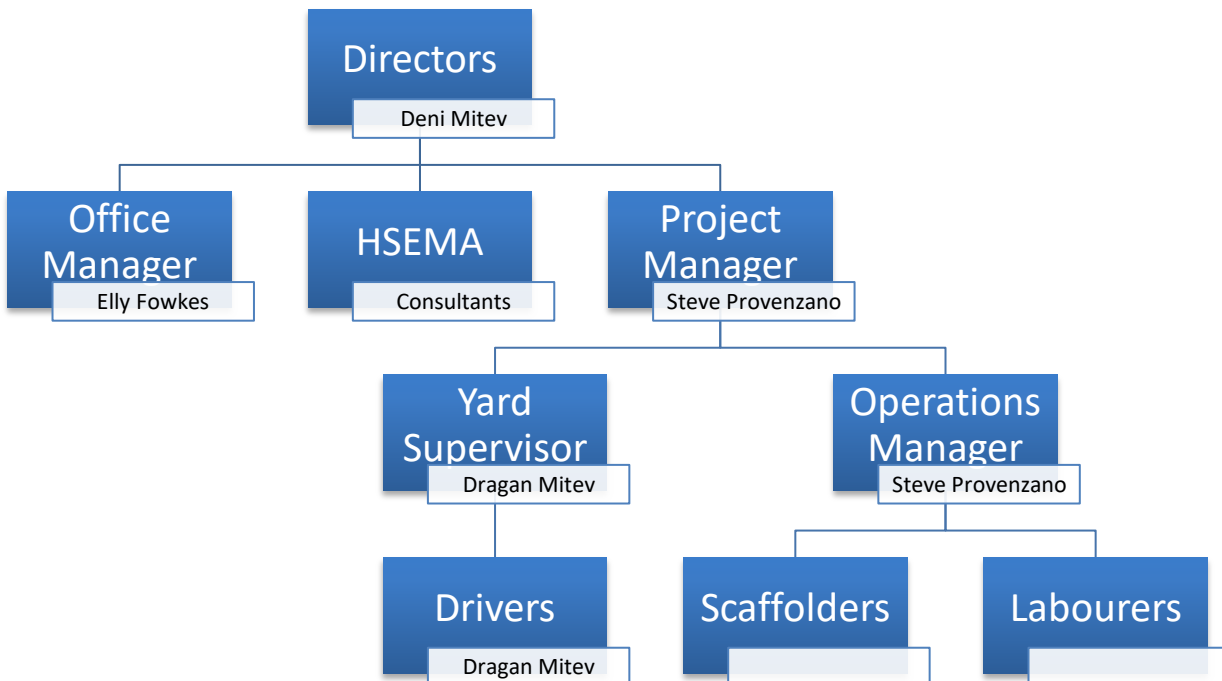 Directors
Deni Mitev
Office
Manager
Elly Fowkes
HSEMA
Consultants
Project
Manager
Steve Provenzano
Yard
Supervisor
Dragan Mitev
Operations
Manager
Steve Provenzano
Drivers
Dragan Mitev
Scaffolders
Labourers